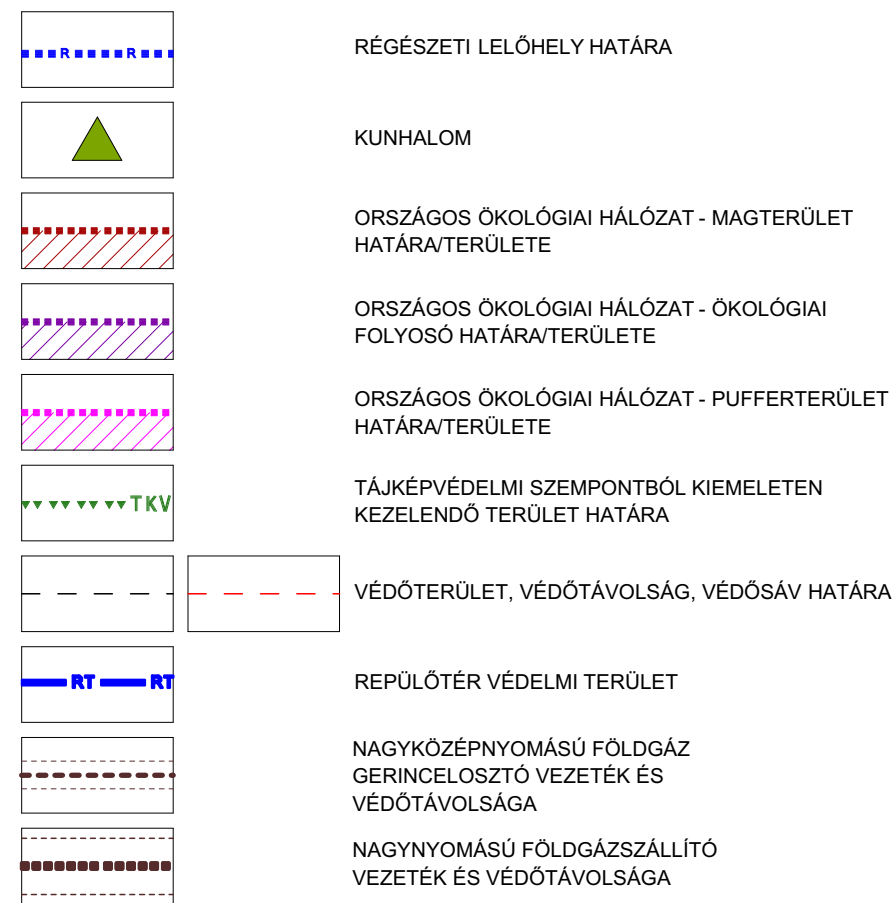 R R RÉGÉSZETI LELŐHELY HATÁRA
KUNHALOM
ORSZÁGOS ÖKOLÓGIAI HÁLÓZAT - MAGTERÜLET
HATÁRA/TERÜLETE
ORSZÁGOS ÖKOLÓGIAI HÁLÓZAT - ÖKOLÓGIAI
FOLYOSÓ HATÁRA/TERÜLETE
ORSZÁGOS ÖKOLÓGIAI HÁLÓZAT - PUFFERTERÜLET
HATÁRA/TERÜLETE
TKV
TÁJKÉPVÉDELMI SZEMPONTBÓL KIEMELETEN
KEZELENDŐ TERÜLET HATÁRA
VÉDŐTERÜLET, VÉDŐTÁVOLSÁG, VÉDŐSÁV HATÁRA
RT RT REPÜLŐTÉR VÉDELMI TERÜLET
NAGYKÖZÉPNYOMÁSÚ FÖLDGÁZ
GERINCELOSZTÓ VEZETÉK ÉS
VÉDŐTÁVOLSÁGA
NAGYNYOMÁSÚ FÖLDGÁZSZÁLLÍTÓ
VEZETÉK ÉS VÉDŐTÁVOLSÁGA